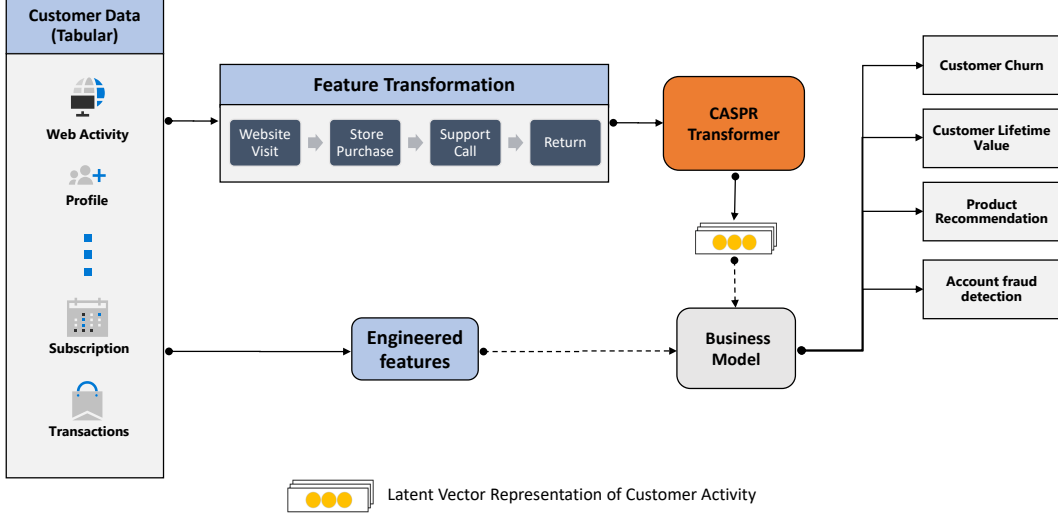 Customer Data
(Tabular)
Web Activity
Profile
Subscription
Transactions
Feature Transformation
Website
Visit
Store
Purchase
Support
Call
Return
CASPR
Transformer
Engineered
features
Business
Model
Customer Churn
Customer Lifetime
Value
Product
Recommendation
Account fraud
detection
Latent Vector Representation of Customer Activity